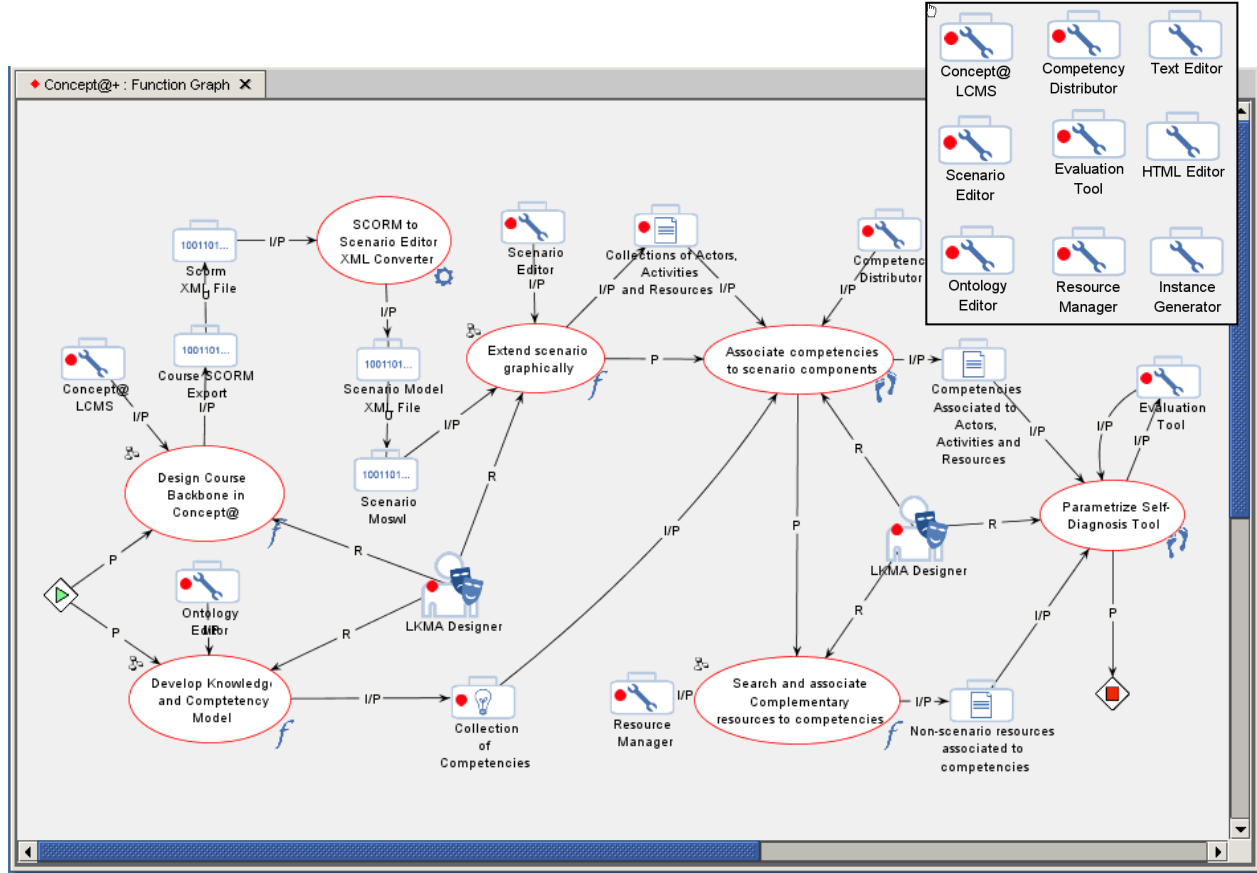 Concept@+ : Function Graph
Concept@
LCMS
Competency
Distributor
Text Editor
Scenario
Editor
Evaluation
Tool
HTML Editor
Ontology
Editor
Resource
Manager
Instance
Generator
1001101...
Scorm
XML File
I/P
SCORM to
Scenario Editor
XML Converter
Scenario
Editor
I/P
Collections of Actors,
Activities
and Resources
I/P
I/P
Competenc
Distributor
I/P
U
I/P
1001101...
Course SCORM
Export
I/P
Concept@
LCMS
I/P
1001101...
Scenario Model
XML File
U
I/P
Extend scenario
graphically
P
Associate competencies
to scenario components
I/P
Competencies
Associated to
Actors,
Activities and
Resources
I/P
Evaluation
Tool
I/P
I/P
Design Course
Backbone in
Concept@
1001101...
Scenario
Moswl
R
R
Parametrize Self-
Diagnosis Tool
P
R
I/P
P
R
LKMA Designer
P
Ontology
Editor
I/P
R
LKMA Designer
R
I/P
P
Develop Knowledge
and Comptetency
Model
I/P
Collection
of
Competencies
Resource
Manager
I/P
Search and associate
Complementary
resources to competencies
I/P
Non-scenario resources
associated to
competencies